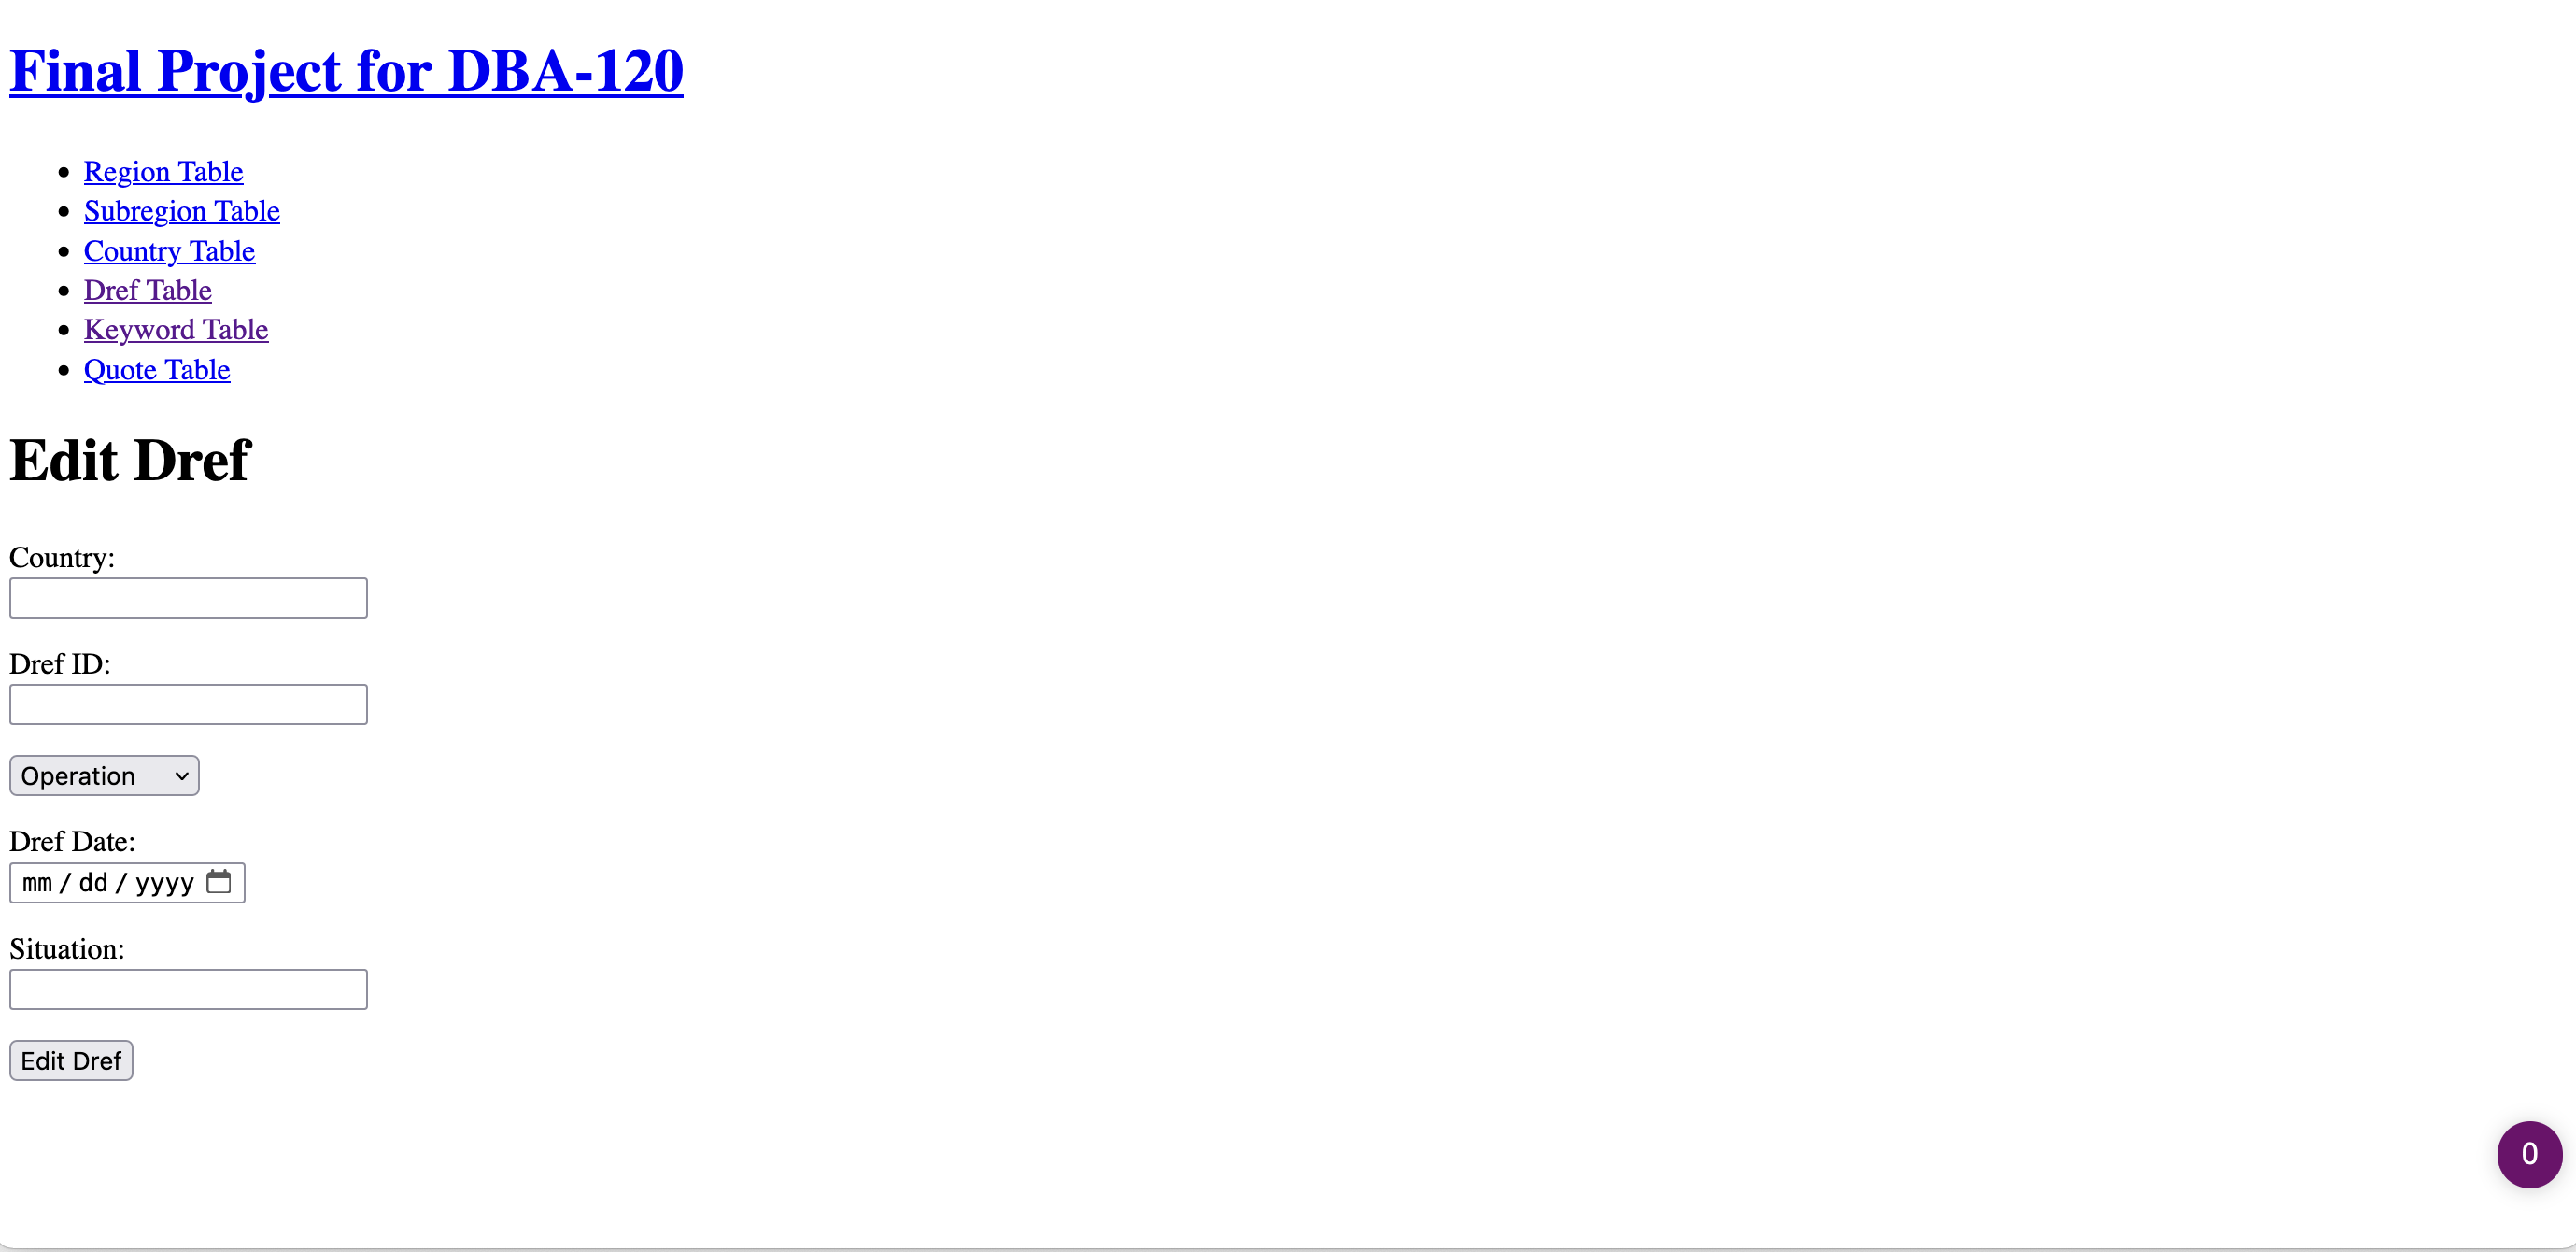 Final Project for DBA-120
Region Table
Subregion Table
Country Table
Dref Table
Keyword Table
Quote Table
Edit Dref
Country:
Dref ID:
Operation
Dref Date:
mm / dd / yyyy
Situation:
Edit Dref
0